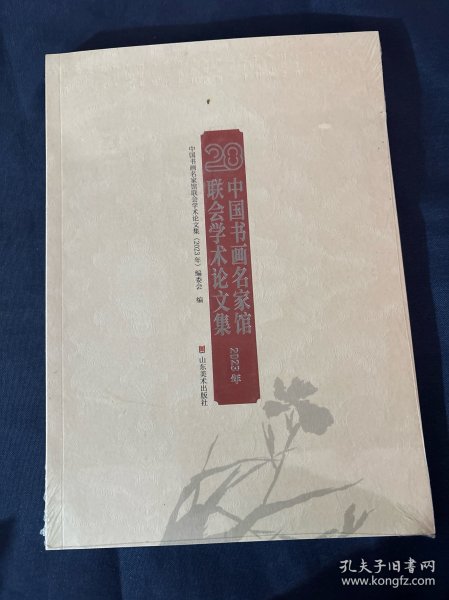 28
中国书画名家馆
联会学术论文集
2023年
中国书画名家馆联会学术论文集（2023年）编委会 编
山东美术出版社
孔夫子旧书网
www.kongfz.com